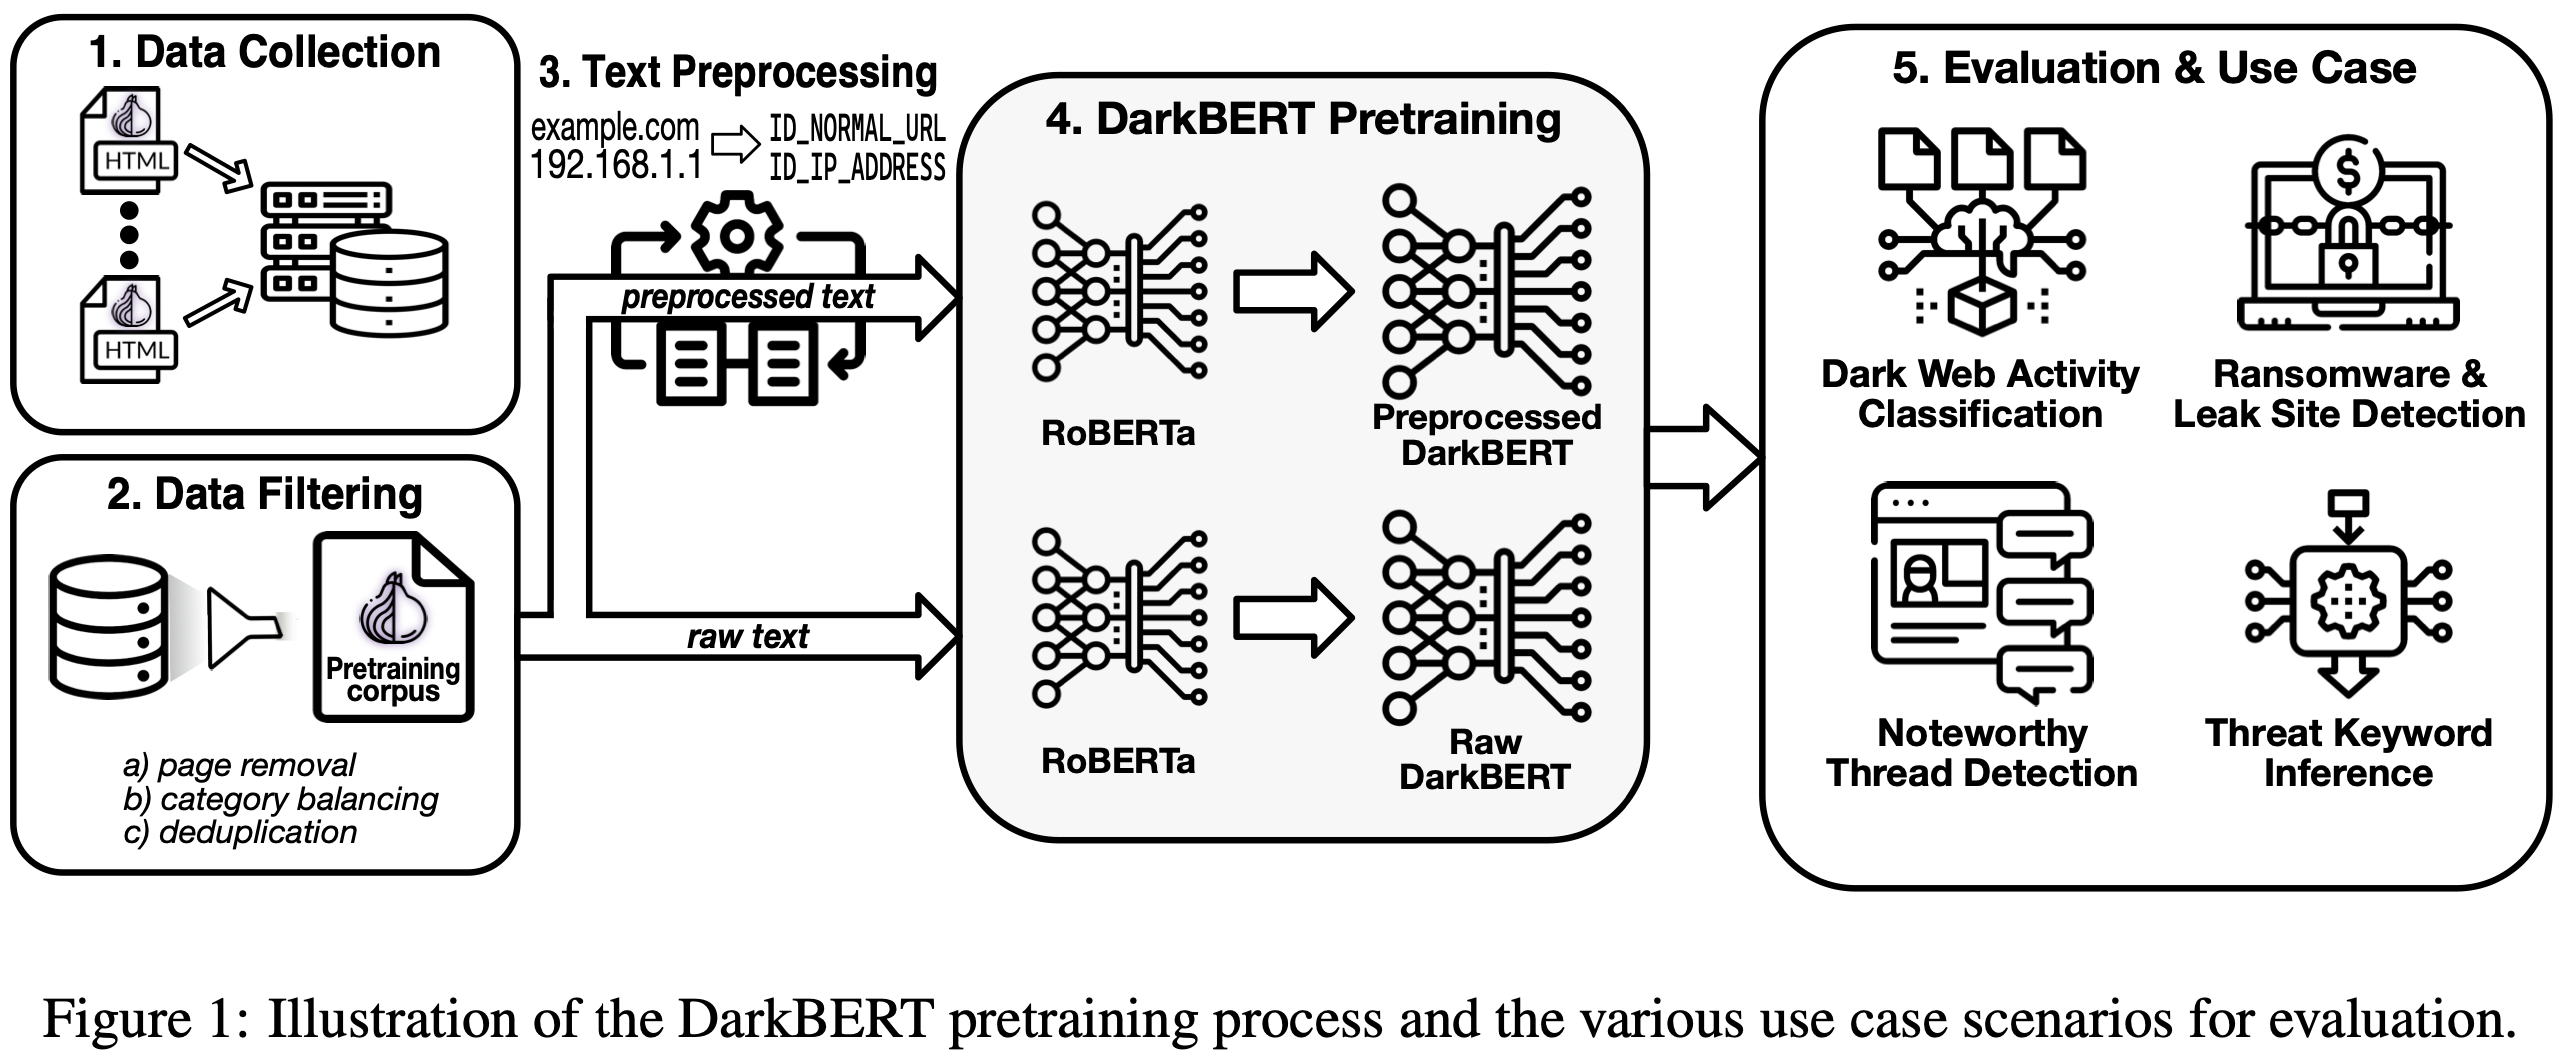 1. Data Collection
HTML
HTML
2. Data Filtering
Pretraining
corpus
a) page removal
b) category balancing
c) deduplication
3. Text Preprocessing
example.com
192.168.1.1
ID_NORMAL_URL
ID_IP_ADDRESS
preprocessed text
raw text
4. DarkBERT Pretraining
RoBERTa
Preprocessed
DarkBERT
RoBERTa
Raw
DarkBERT
5. Evaluation & Use Case
Dark Web Activity
Classification
$
Ransomware &
Leak Site Detection
Noteworthy
Thread Detection
Threat Keyword
Inference
Figure 1: Illustration of the DarkBERT pretraining process and the various use case scenarios for evaluation.